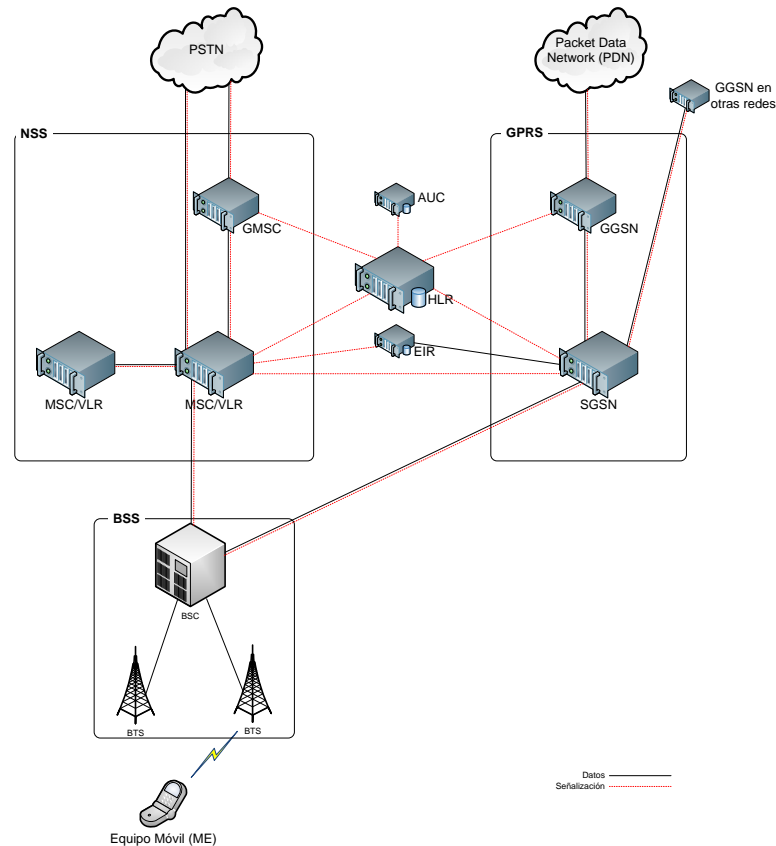 PSTN
Packet Data
Network (PDN)
GGSN en
otras redes
NSS
GPRS
AUC
GMSC
GGSN
HLR
EIR
MSC/VLR
MSC/VLR
SGSN
BSS
BSC
BTS
BTS
Datos
Señalización
Equipo Móvil (ME)